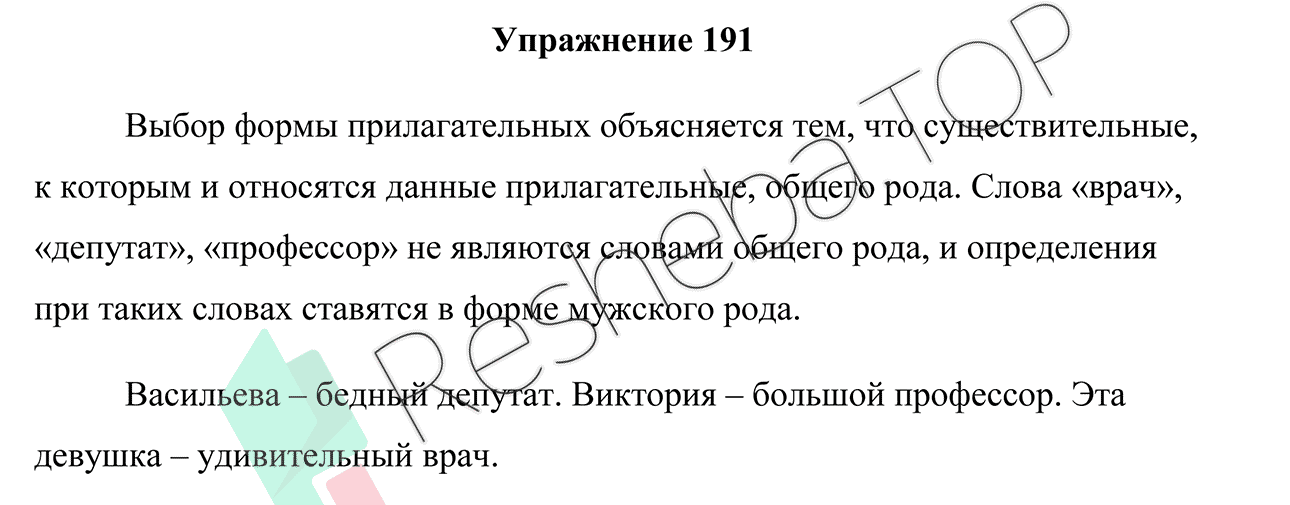 Упражнение 191
Выбор формы прилагательных объясняется тем, что существительные,
к которым и относятся данные прилагательные, общего рода. Слова «врач»,
«депутат», «профессор» не являются словами общего рода, и определения
при таких словах ставятся в форме мужского рода.
Васильева – бедный депутат. Виктория – большой профессор. Эта
девушка – удивительный врач.
Resheba TOP